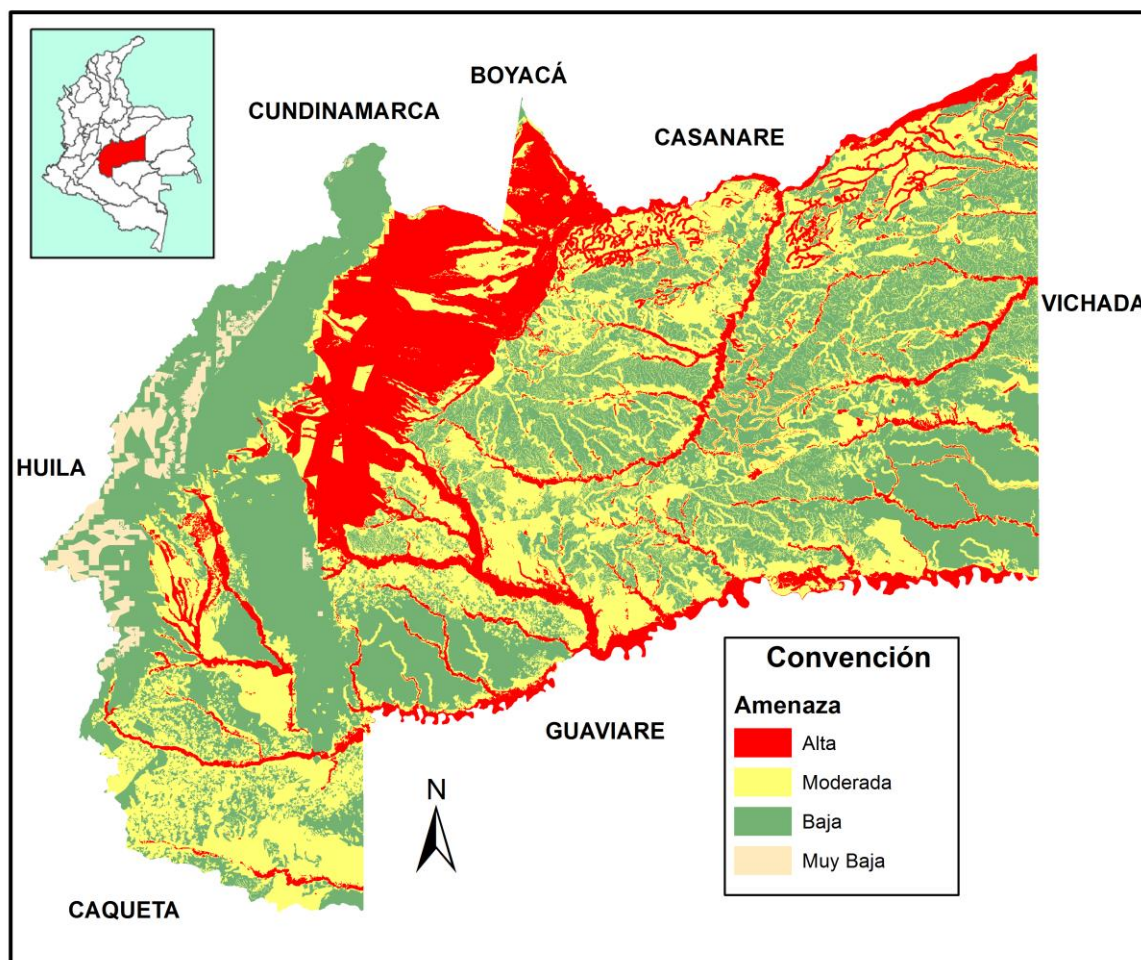 BOYACÁ
CUNDINAMARCA
CASANARE
VICHADA
HUILA
GUAVIARE
CAQUETA
N
Convención
Amenaza
Alta
Moderada
Baja
Muy Baja